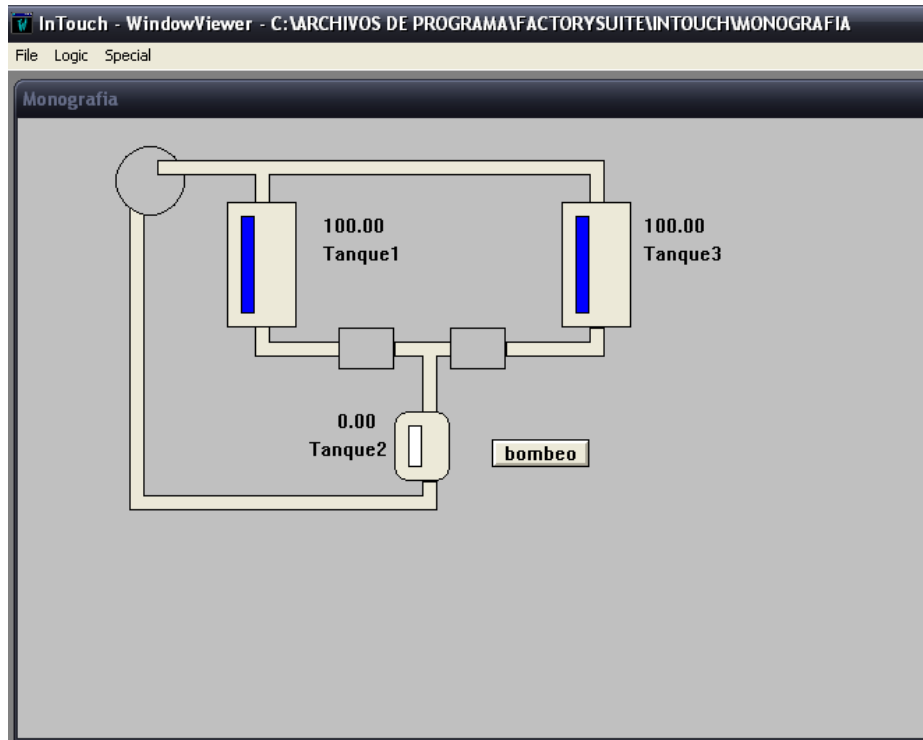 InTouch - WindowViewer - C:\ARCHIVOS DE PROGRAMA\FACTORYSUITE\INTOUCH\MONOGRAFIA
File Logic Special
Monografia
100.00
Tanque1
100.00
Tanque3
0.00
Tanque2
bombeo